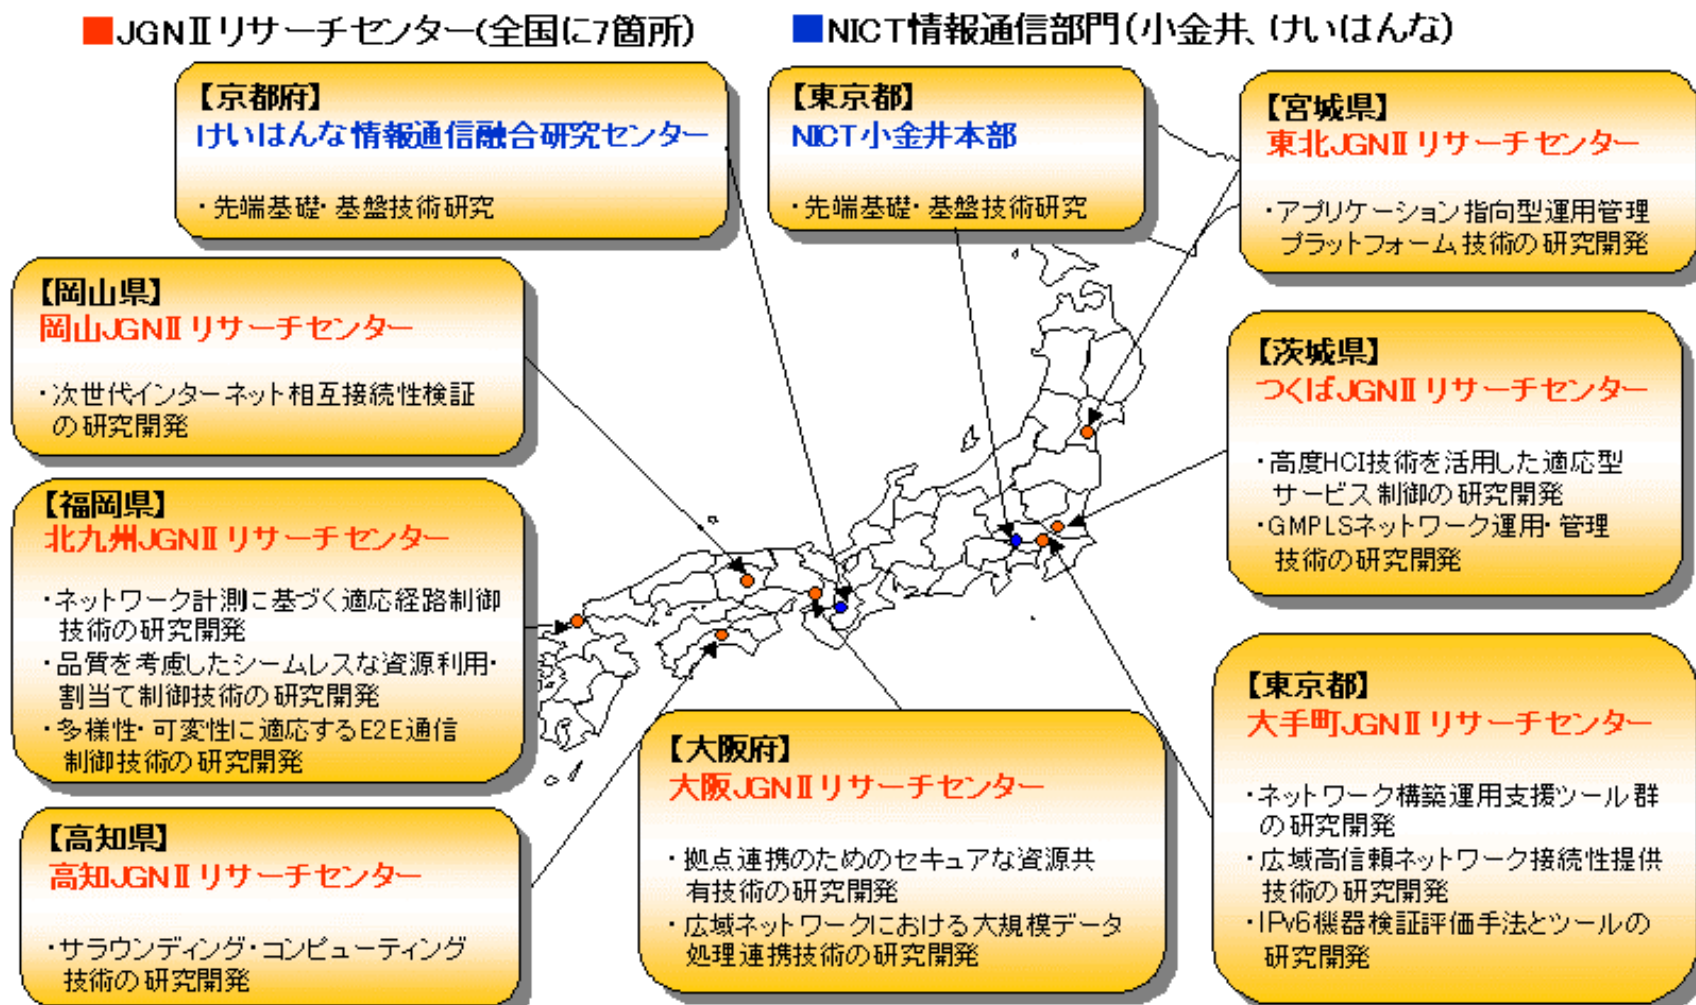 ■JGNⅡリサーチセンター(全国に7箇所)
■NICT情報通信部門(小金井、けいはんな)
【京都府】
けいはんな情報通信融合研究センター
・先端基礎・基盤技術研究
【東京都】
NICT小金井本部
・先端基礎・基盤技術研究
【宮城県】
東北JGNⅡリサーチセンター
・アプリケーション指向型運用管理
プラットフォーム技術の研究開発
【岡山県】
岡山JGNⅡリサーチセンター
・次世代インターネット相互接続性検証
の研究開発
【茨城県】
つくばJGNⅡリサーチセンター
・高度HCI技術を活用した適応型
サービス制御の研究開発
・GMPLSネットワーク運用・管理
技術の研究開発
【福岡県】
北九州JGNⅡリサーチセンター
・ネットワーク計測に基づく適応経路制御
技術の研究開発
・品質を考慮したシームレスな資源利用・
割当て制御技術の研究開発
・多様性・可変性に適応するE2E通信
制御技術の研究開発
【高知県】
高知JGNⅡリサーチセンター
・サラウンディング・コンピューティング
技術の研究開発
【大阪府】
大阪JGNⅡリサーチセンター
・拠点連携のためのセキュアな資源共
有技術の研究開発
・広域ネットワークにおける大規模データ
処理連携技術の研究開発
【東京都】
大手町JGNⅡリサーチセンター
・ネットワーク構築運用支援ツール群
の研究開発
・広域高信頼ネットワーク接続性提供
技術の研究開発
・IPv6機器検証評価手法とツールの
研究開発